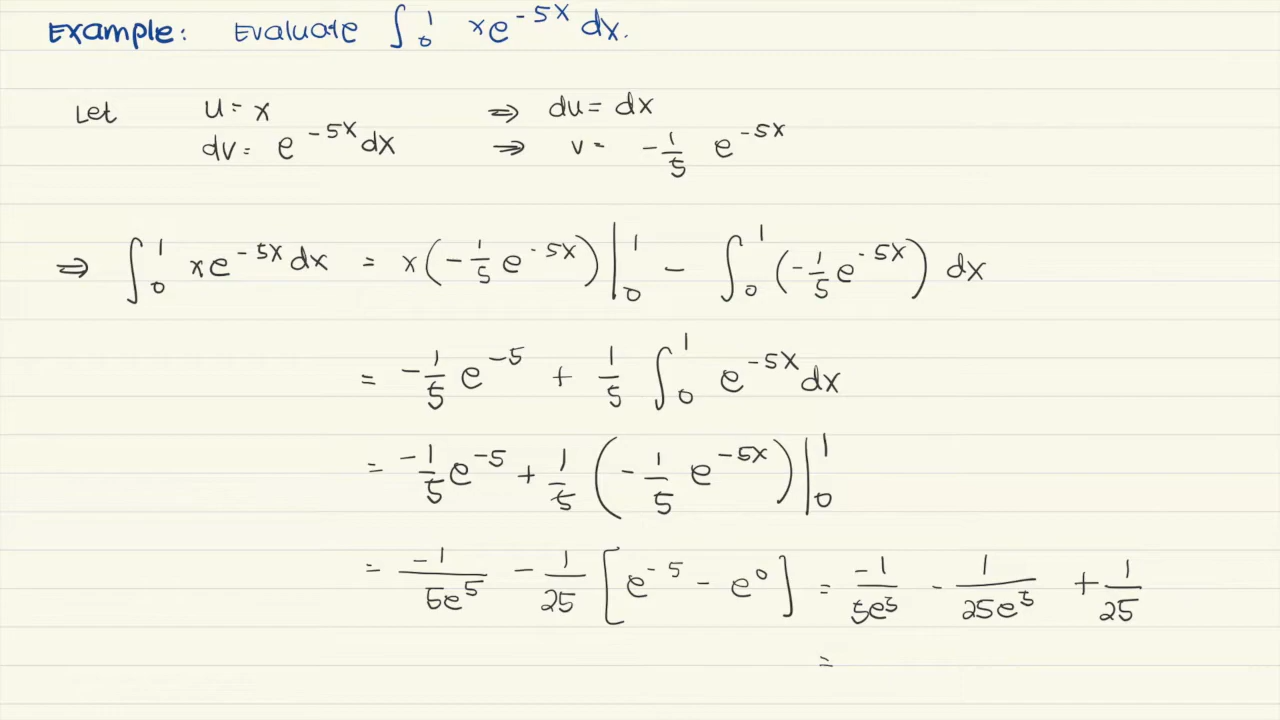 Example: Evaluate ∫₀¹ xe^{-5x} dx.
Let u = x ⇒ du = dx
dv = e^{-5x} dx ⇒ v = -1/5 e^{-5x}
⇒ ∫₀¹ xe^{-5x} dx = x(-1/5 e^{-5x})|₀¹ - ∫₀¹ (-1/5 e^{-5x}) dx
= -1/5 e^{-5} + 1/5 ∫₀¹ e^{-5x} dx
= -1/5 e^{-5} + 1/5 (-1/5 e^{-5x})|₀¹
= -1/(5e^5) - 1/25 [e^{-5} - e^0] = -1/(5e^5) - 1/(25e^5) + 1/25
=